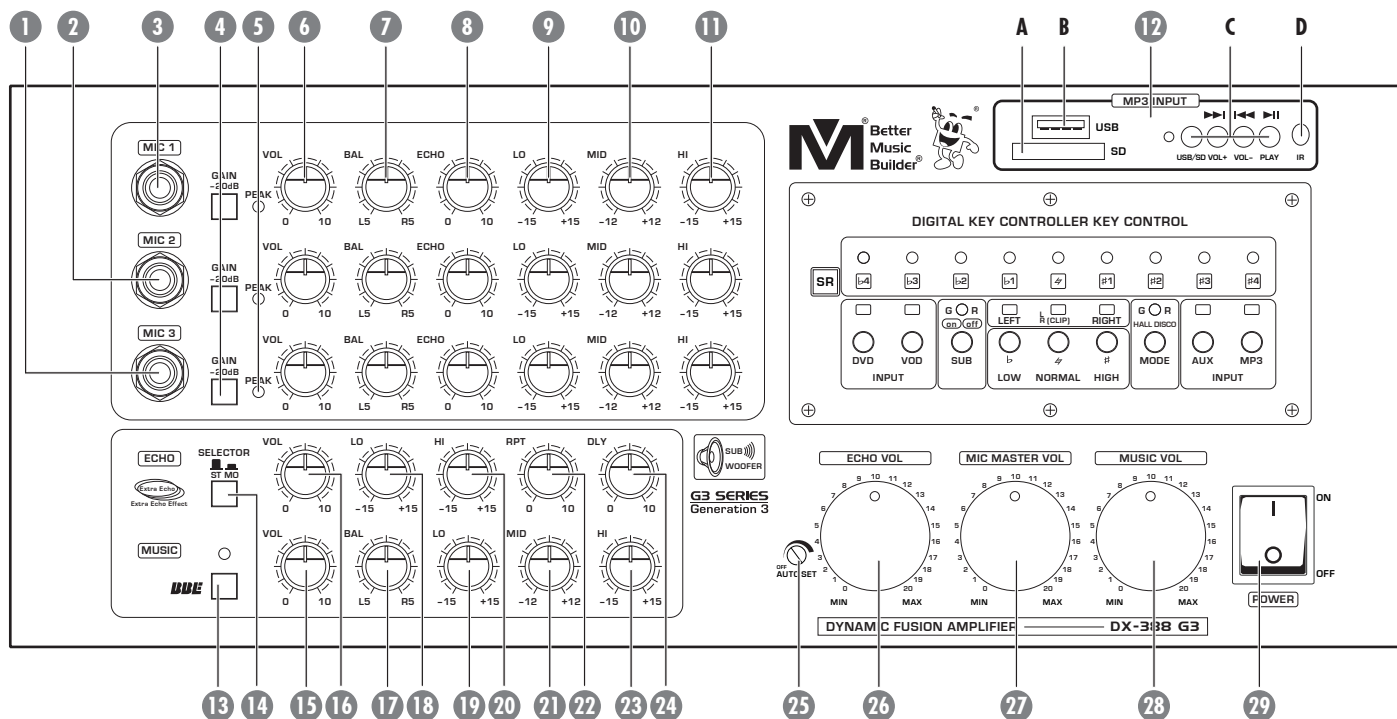 1 2 3 4 5 6 7 8 9 10 11 A B 12 C D
MP3 INPUT
USB
SD
USB/SD VOL+ VOL- PLAY IR
Better
Music
Builder®
®
MIC 1
GAIN
-20dB
PEAK
VOL BAL ECHO LO MID HI
0 10 L5 R5 0 10 -15 +15 -12 +12 -15 +15
MIC 2
GAIN
-20dB
PEAK
VOL BAL ECHO LO MID HI
0 10 L5 R5 0 10 -15 +15 -12 +12 -15 +15
MIC 3
GAIN
-20dB
PEAK
VOL BAL ECHO LO MID HI
0 10 L5 R5 0 10 -15 +15 -12 +12 -15 +15
DIGITAL KEY CONTROLLER KEY CONTROL
SR
♭4 ♭3 ♭2 ♭1 ♮ ♯1 ♯2 ♯3 ♯4
G R
on off
LEFT L R (CLIP) RIGHT
G R
HALL DISCO
DVD VOD SUB ♭ ♮ ♯ MODE AUX MP3
INPUT LOW NORMAL HIGH INPUT
ECHO
SELECTOR
ST MO
Extra Echo
Extra Echo Effect
VOL LO HI RPT DLY
0 10 -15 +15 -15 +15 0 10 0 10
SUB
WOOFER
G3 SERIES
Generation 3
MUSIC
BBE
VOL BAL LO MID HI
0 10 L5 R5 -15 +15 -12 +12 -15 +15
OFF
AUTO SET
ECHO VOL
0 1 2 3 4 5 6 7 8 9 10 11 12 13 14 15 16 17 18 19 20
MIN MAX
MIC MASTER VOL
0 1 2 3 4 5 6 7 8 9 10 11 12 13 14 15 16 17 18 19 20
MIN MAX
MUSIC VOL
0 1 2 3 4 5 6 7 8 9 10 11 12 13 14 15 16 17 18 19 20
MIN MAX
ON
OFF
POWER
DYNAMIC FUSION AMPLIFIER DX-388 G3
13 14 15 16 17 18 19 20 21 22 23 24 25 26 27 28 29